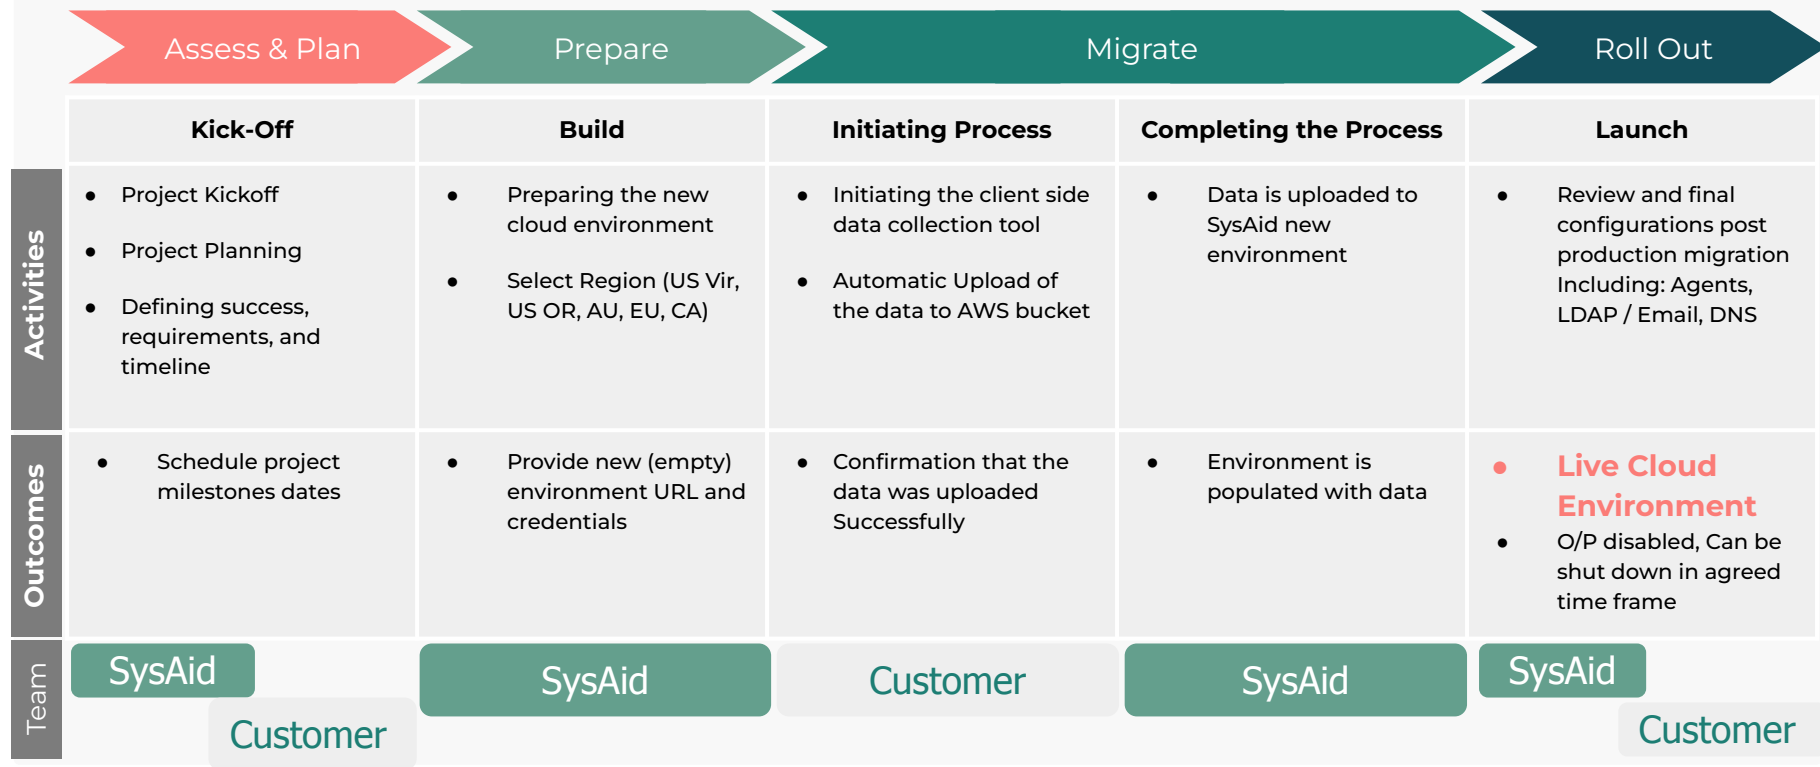 Assess & Plan
Prepare
Migrate
Roll Out
Kick-Off
Build
Initiating Process
Completing the Process
Launch
Activities
● Project Kickoff
● Project Planning
● Defining success,
requirements, and
timeline
● Preparing the new
cloud environment
● Select Region (US Vir,
US OR, AU, EU, CA)
● Initiating the client side
data collection tool
● Automatic Upload of
the data to AWS bucket
● Data is uploaded to
SysAid new
environment
● Review and final
configurations post
production migration
Including: Agents,
LDAP / Email, DNS
Outcomes
● Schedule project
milestones dates
● Provide new (empty)
environment URL and
credentials
● Confirmation that the
data was uploaded
Successfully
● Environment is
populated with data
● Live Cloud
Environment
● O/P disabled, Can be
shut down in agreed
time frame
Team
SysAid
Customer
SysAid
Customer
SysAid
SysAid
Customer